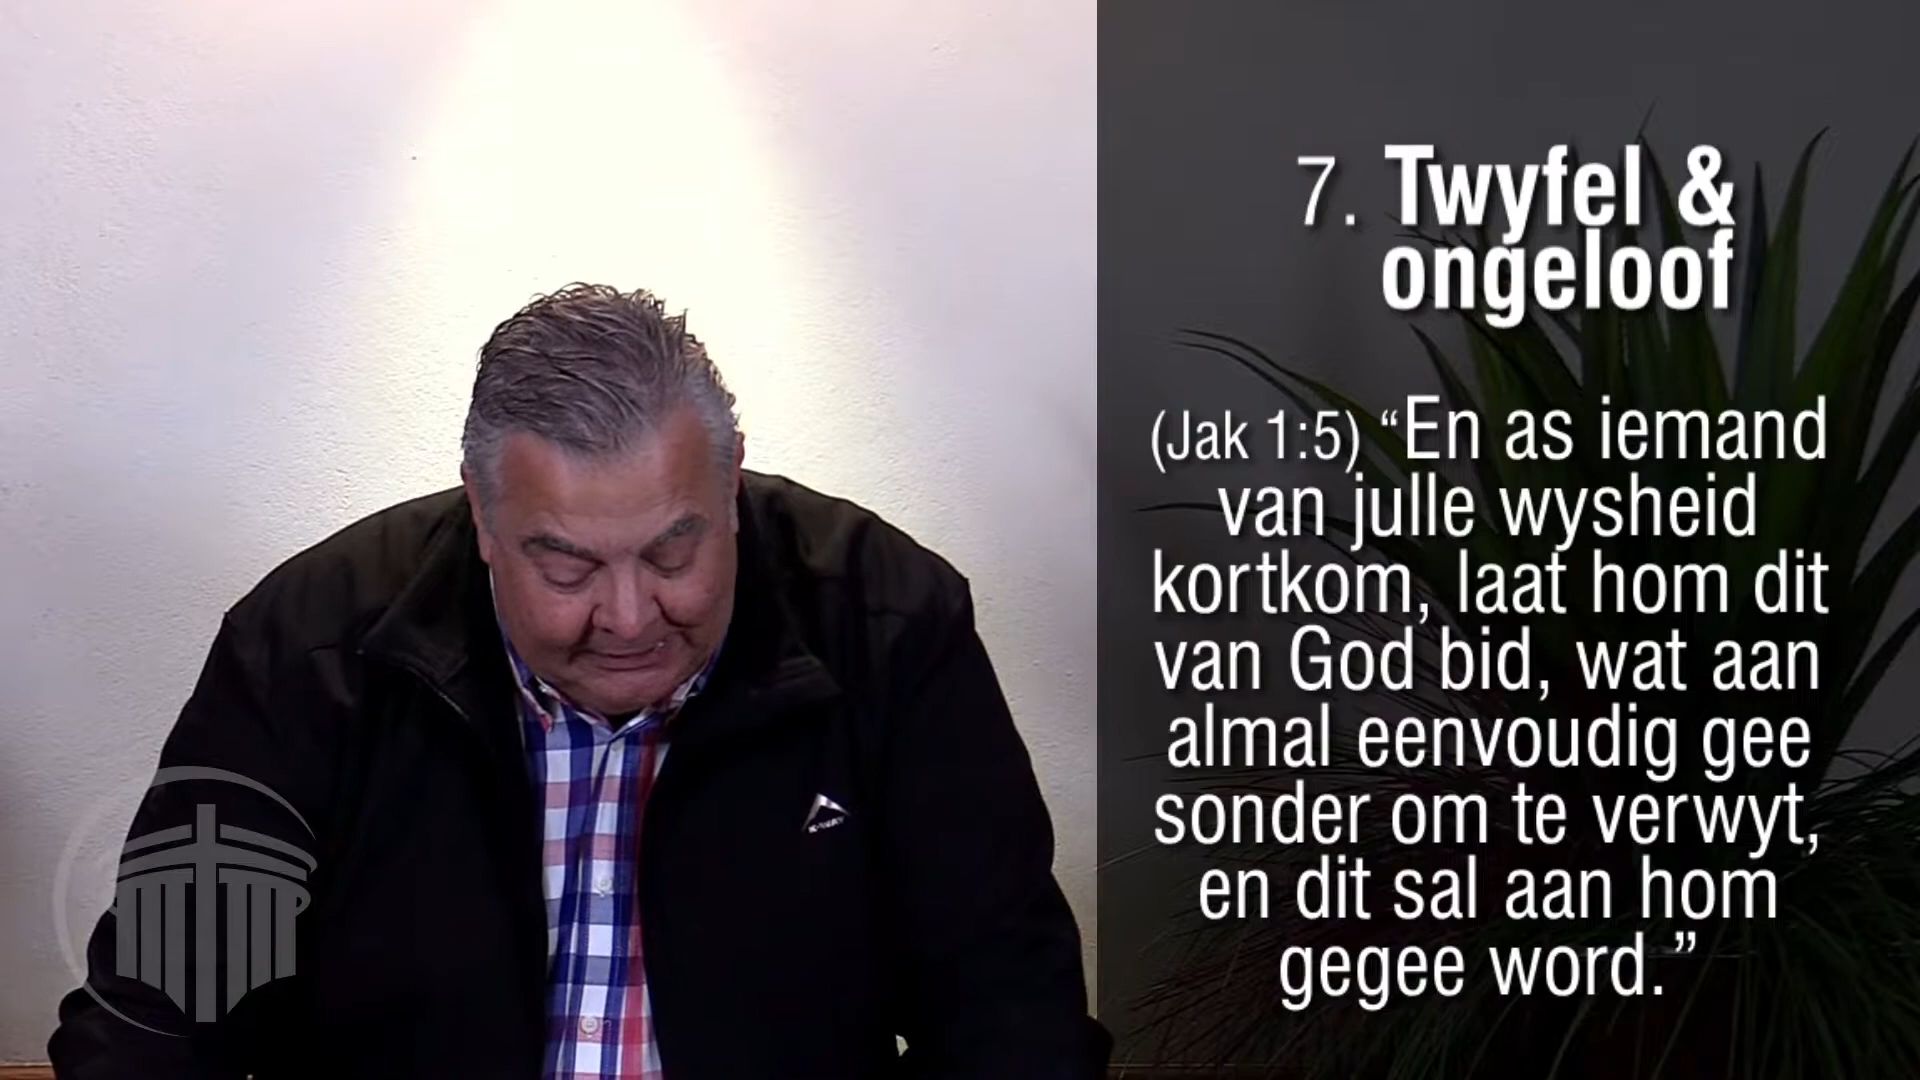 7. Twyfel &
ongeloof
(Jak 1:5) “En as iemand
van julle wysheid
kortkom, laat hom dit
van God bid, wat aan
almal eenvoudig gee
sonder om te verwyt,
en dit sal aan hom
gegee word.”
K-WAY